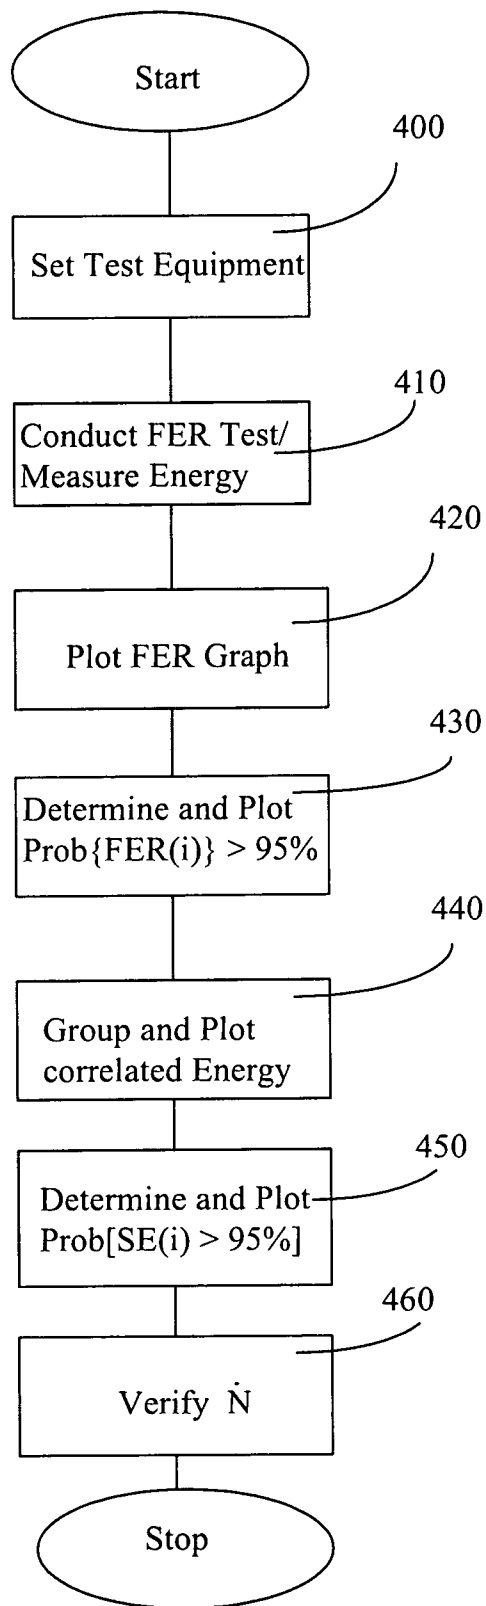 Start
400
Set Test Equipment
410
Conduct FER Test/
Measure Energy
420
Plot FER Graph
430
Determine and Plot
Prob{FER(i)} > 95%
440
Group and Plot
correlated Energy
450
Determine and Plot
Prob[SE(i) > 95%]
460
Verify Ṅ
Stop